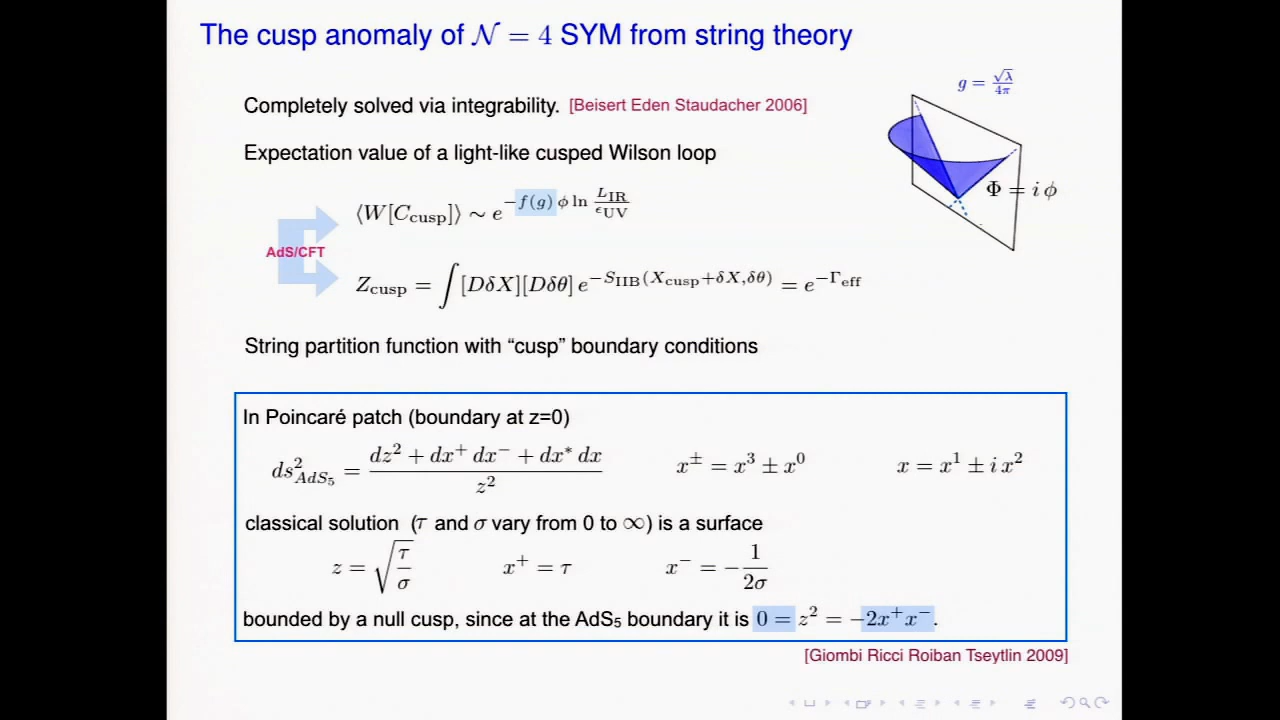 The cusp anomaly of 𝒩 = 4 SYM from string theory
g = √λ / 4π
Completely solved via integrability. [Beisert Eden Staudacher 2006]
Expectation value of a light-like cusped Wilson loop
Φ = i ϕ
⟨W[C_cusp]⟩ ∼ e^{−f(g) ϕ ln (L_IR / ϵ_UV)}
AdS/CFT
Z_cusp = ∫ [DδX][Dδθ] e^{−S_IIB(X_cusp+δX,δθ)} = e^{−Γ_eff}
String partition function with “cusp” boundary conditions
In Poincaré patch (boundary at z=0)
ds²_{AdS₅} = (dz² + dx⁺ dx⁻ + dx* dx) / z²    x^± = x³ ± x⁰    x = x¹ ± i x²
classical solution (τ and σ vary from 0 to ∞) is a surface
z = √(τ/σ)    x⁺ = τ    x⁻ = −1/(2σ)
bounded by a null cusp, since at the AdS₅ boundary it is 0 = z² = −2x⁺x⁻.
[Giombi Ricci Roiban Tseytlin 2009]